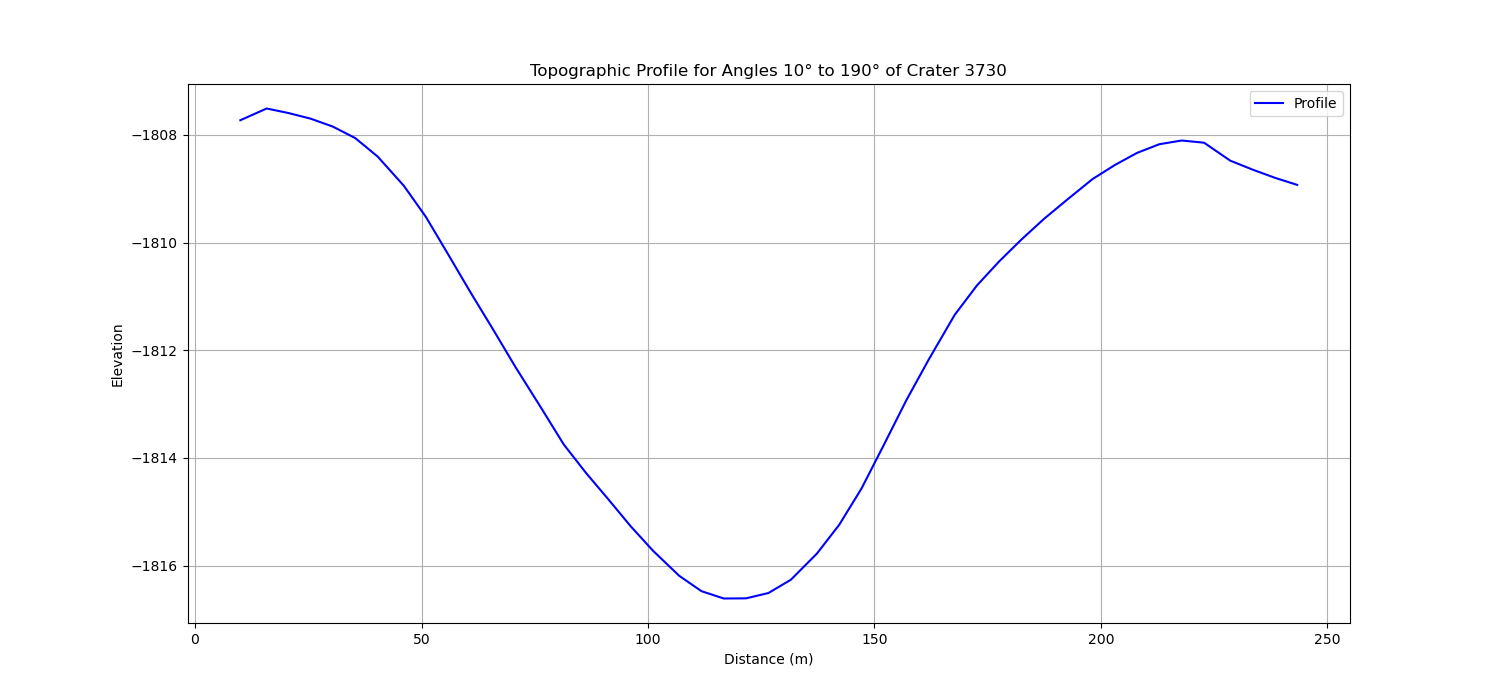 Topographic Profile for Angles 10° to 190° of Crater 3730
Profile
−1808
−1810
−1812
−1814
−1816
Elevation
0
50
100
150
200
250
Distance (m)